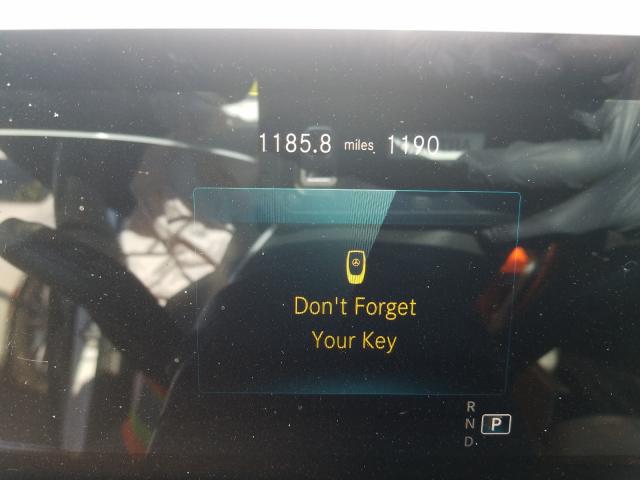 1185.8 miles 1190
Don't Forget
Your Key
R
N P
D